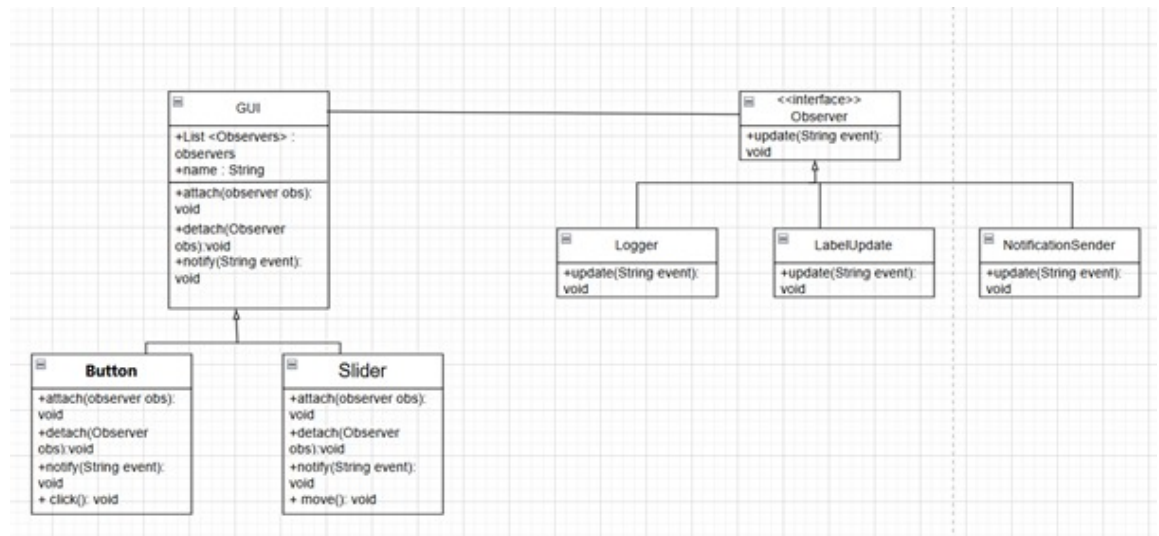 GUI
+List <Observers> :
observers
+name : String
+attach(observer obs):
void
+detach(Observer
obs):void
+notify(String event):
void
<<interface>>
Observer
+update(String event):
void
Logger
+update(String event):
void
LabelUpdate
+update(String event):
void
NotificationSender
+update(String event):
void
Button
+attach(observer obs):
void
+detach(Observer
obs):void
+notify(String event):
void
+ click(): void
Slider
+attach(observer obs):
void
+detach(Observer
obs):void
+notify(String event):
void
+ move(): void